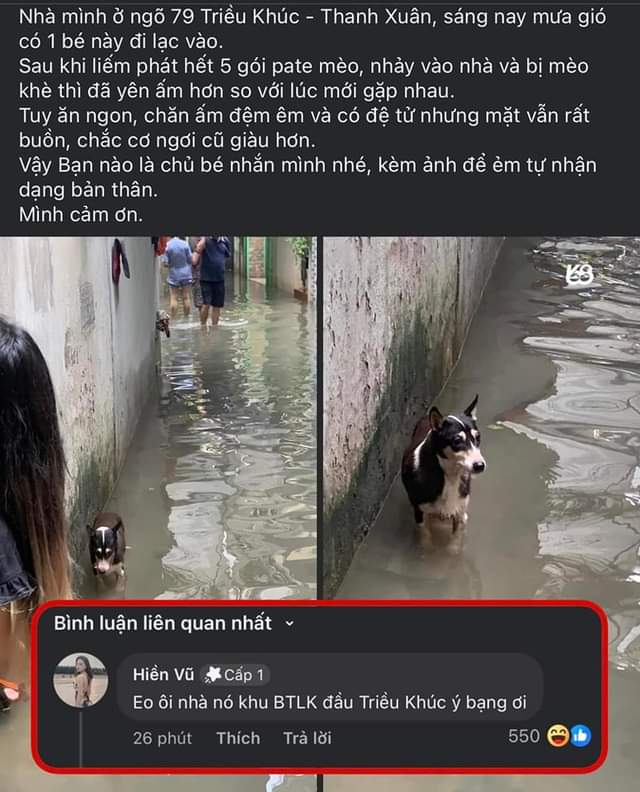 Nhà mình ở ngõ 79 Triều Khúc - Thanh Xuân, sáng nay mưa gió
có 1 bé này đi lạc vào.
Sau khi liếm phát hết 5 gói pate mèo, nhảy vào nhà và bị mèo
khè thì đã yên ấm hơn so với lúc mới gặp nhau.
Tuy ăn ngon, chăn ấm đệm êm và có đệ tử nhưng mặt vẫn rất
buồn, chắc cơ ngơi cũ giàu hơn.
Vậy Bạn nào là chủ bé nhắn mình nhé, kèm ảnh để ẻm tự nhận
dạng bản thân.
Mình cảm ơn.
K63
Bình luận liên quan nhất
Hiền Vũ Cấp 1
Eo ôi nhà nó khu BTLK đầu Triều Khúc ý bạng ơi
26 phút Thích Trả lời 550